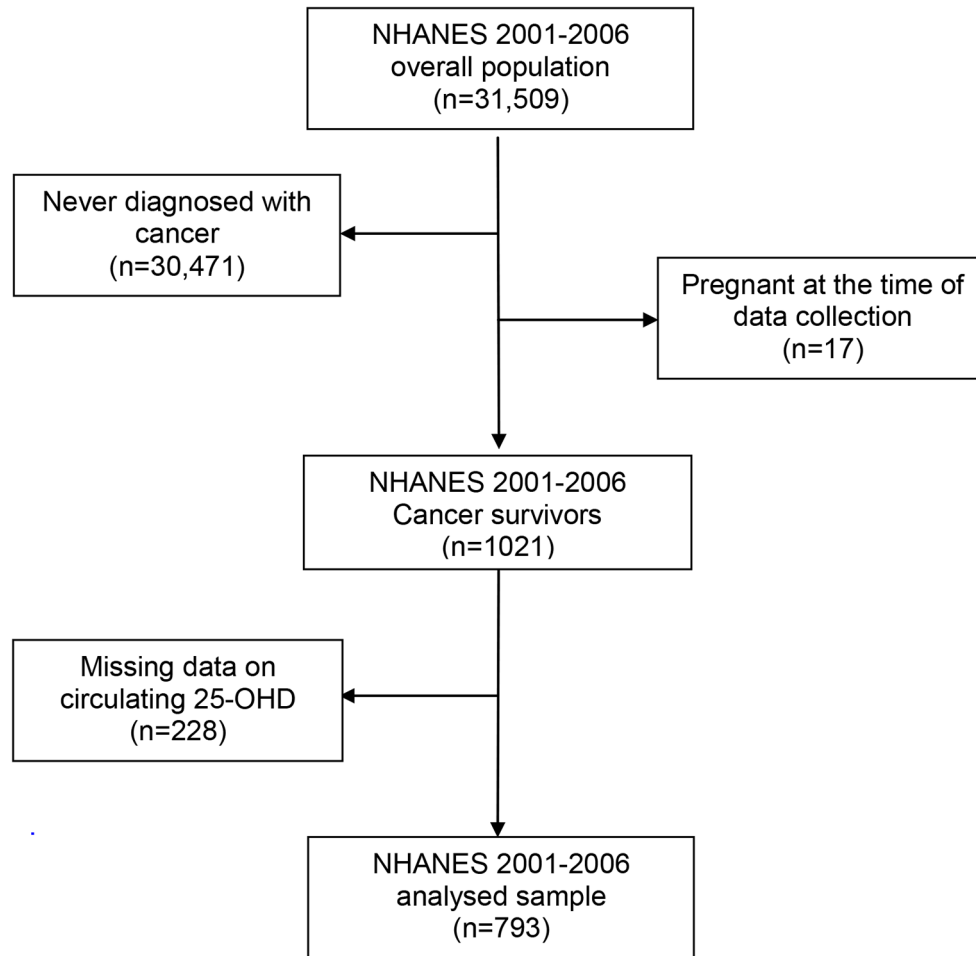 NHANES 2001-2006
overall population
(n=31,509)
Never diagnosed with
cancer
(n=30,471)
Pregnant at the time of
data collection
(n=17)
NHANES 2001-2006
Cancer survivors
(n=1021)
Missing data on
circulating 25-OHD
(n=228)
NHANES 2001-2006
analysed sample
(n=793)